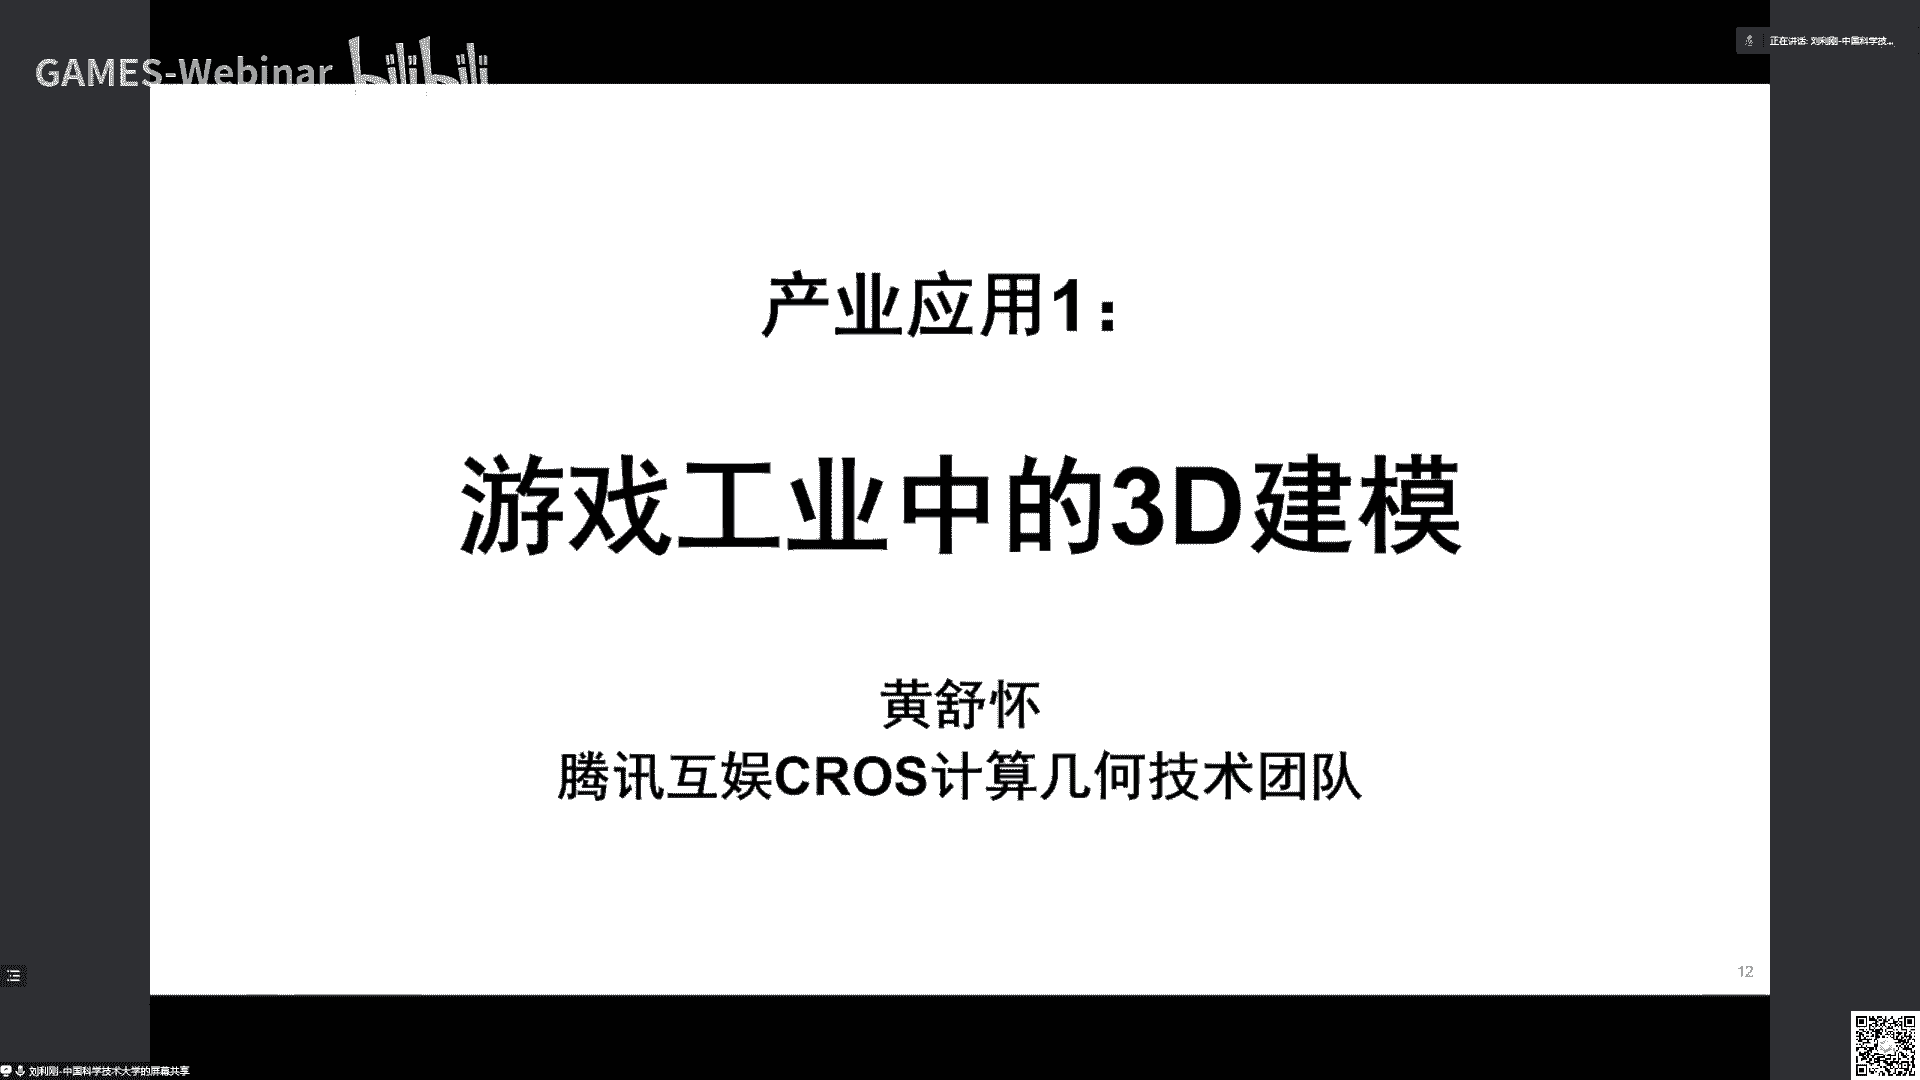 GAMES-Webinar bilibili
正在讲话: 刘利刚-中国科学技...
产业应用1：
游戏工业中的3D建模
黄舒怀
腾讯互娱CROS计算几何技术团队
12
刘利刚-中国科学技术大学的屏幕共享